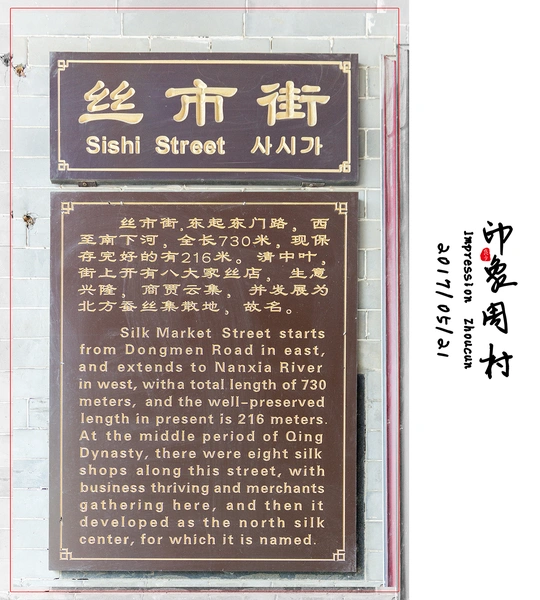 丝市街
Sishi Street 사시가
丝市街,东起东门路，西
至南下河，全长730米，现保
存完好的有216米。清中叶，
街上开有八大家丝店，生意
兴隆，商贾云集，并发展为
北方蚕丝集散地，故名。
Silk Market Street starts
from Dongmen Road in east,
and extends to Nanxia River
in west, witha total length of 730
meters, and the well-preserved
length in present is 216 meters.
At the middle period of Qing
Dynasty, there were eight silk
shops along this street, with
business thriving and merchants
gathering here, and then it
developed as the north silk
center, for which it is named.
印象周村
Impression zhoucun
2017/05/21